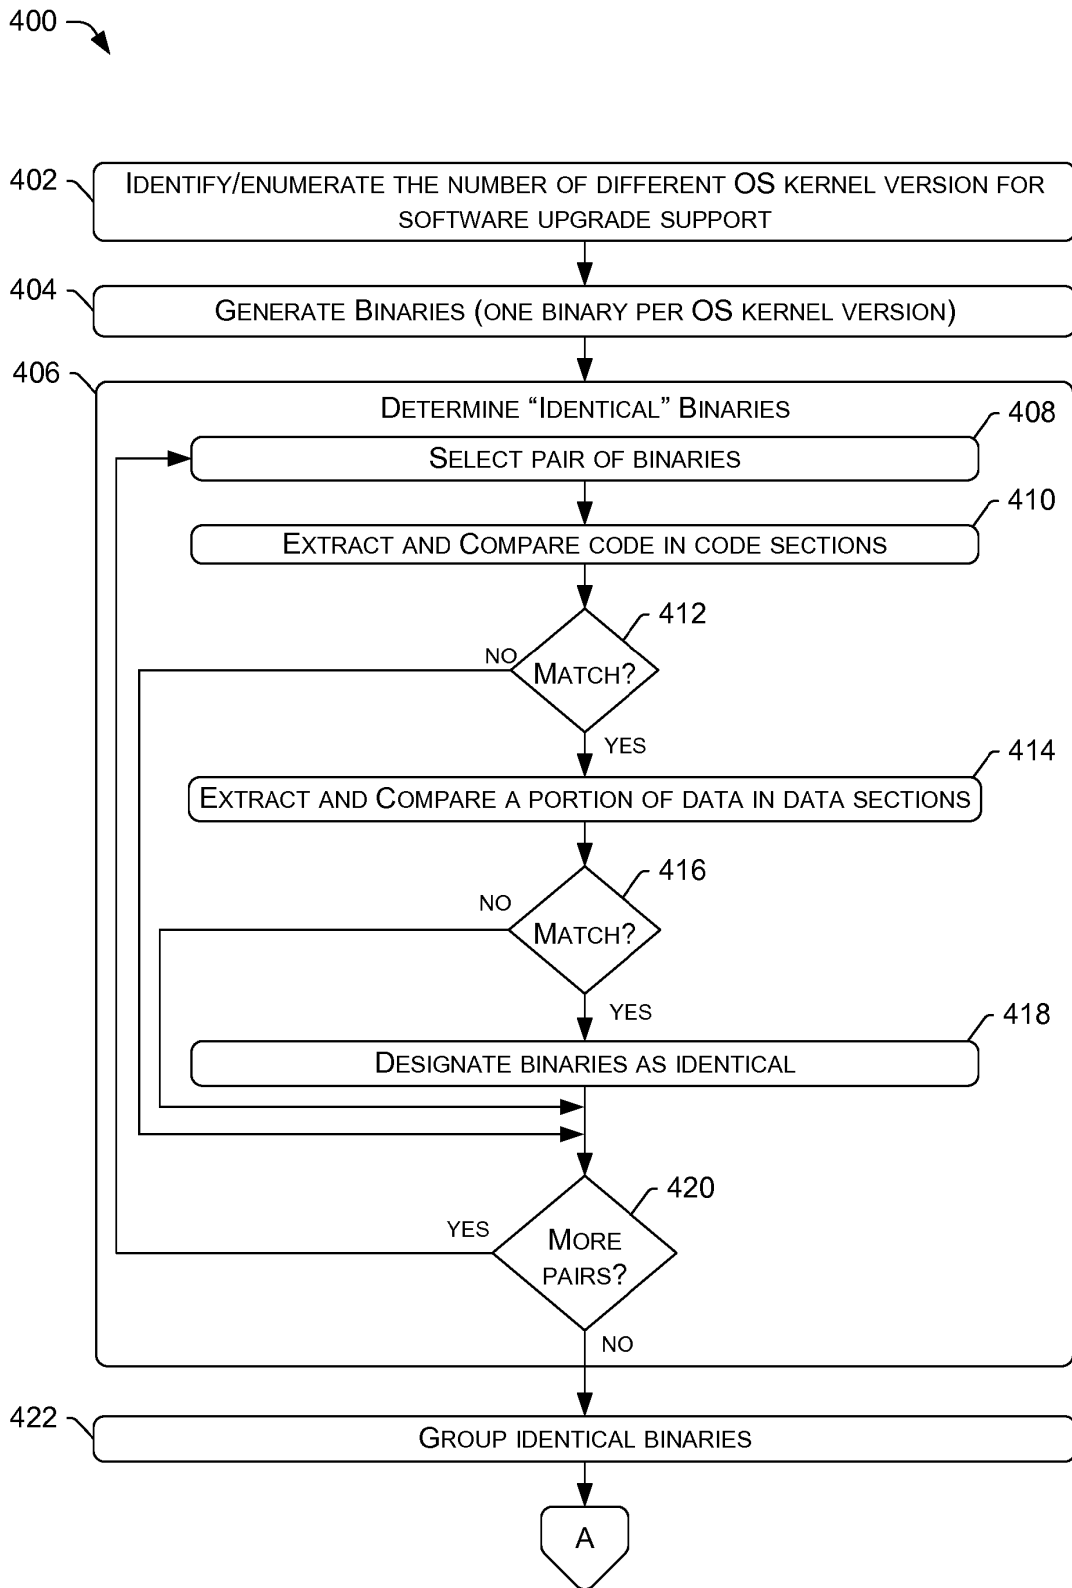 400
402
IDENTIFY/ENUMERATE THE NUMBER OF DIFFERENT OS KERNEL VERSION FOR
SOFTWARE UPGRADE SUPPORT
404
GENERATE BINARIES (ONE BINARY PER OS KERNEL VERSION)
406
DETERMINE “IDENTICAL” BINARIES
408
SELECT PAIR OF BINARIES
410
EXTRACT AND COMPARE CODE IN CODE SECTIONS
412
NO
MATCH?
YES
414
EXTRACT AND COMPARE A PORTION OF DATA IN DATA SECTIONS
416
NO
MATCH?
YES
418
DESIGNATE BINARIES AS IDENTICAL
420
YES
MORE
PAIRS?
NO
422
GROUP IDENTICAL BINARIES
A